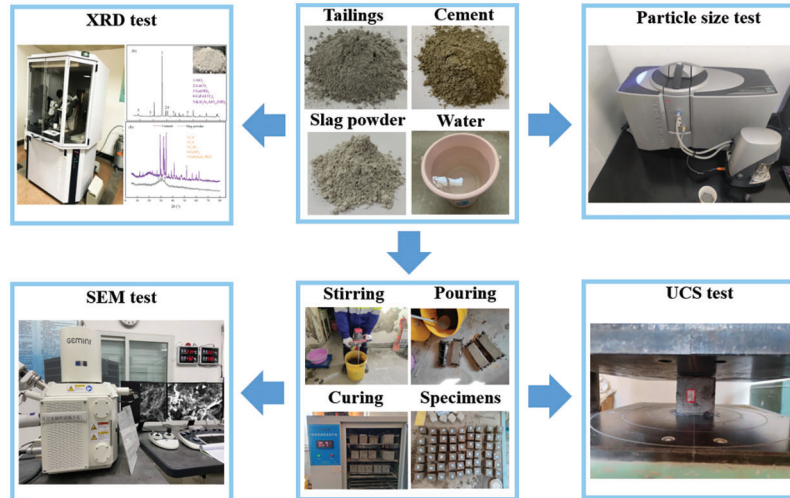 XRD test
Tailings
Cement
Particle size test
Slag powder
Water
SEM test
Stirring
Pouring
UCS test
GEMINI
Curing
Specimens